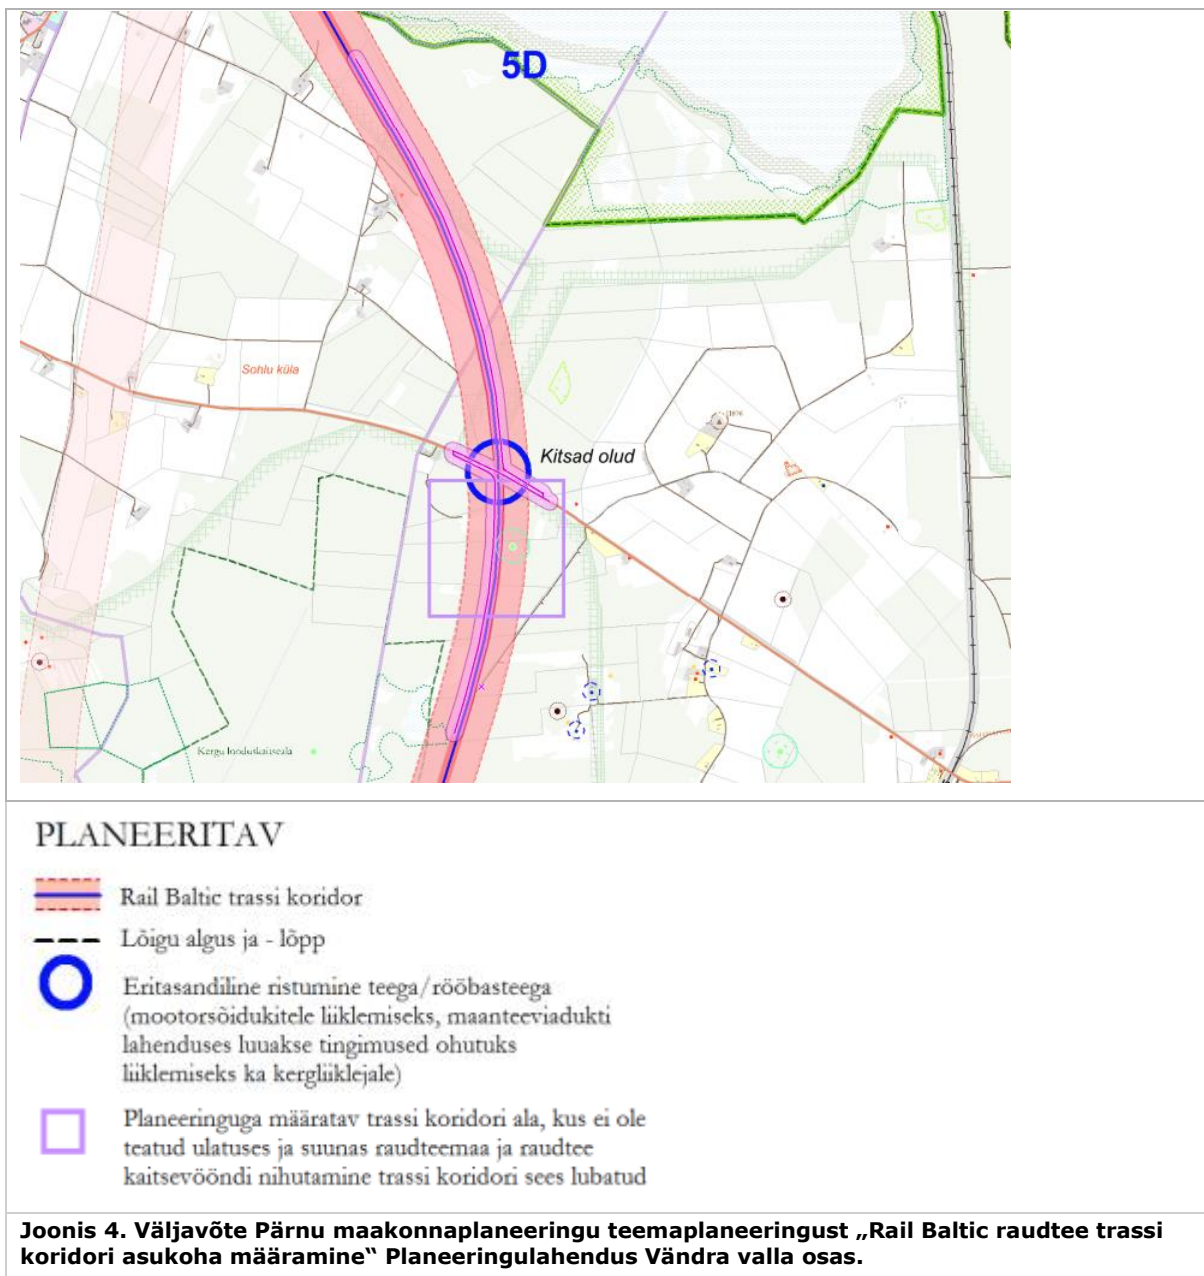 5D
Sohlu küla
Kitsad olud
Kergu looduskaitseala
PLANEERITAV
Rail Baltic trassi koridor
Lõigu algus ja - lõpp
Eritasandiline ristumine teega/rööbasteega
(mootorsõidukitele liiklemiseks, maanteeviadukti
lahenduses luuakse tingimused ohutuks
liiklemiseks ka kergliiklejale)
Planeeringuga määratav trassi koridori ala, kus ei ole
teatud ulatuses ja suunas raudteemaa ja raudtee
kaitsevööndi nihutamine trassi koridori sees lubatud
Joonis 4. Väljavõte Pärnu maakonnaplaneeringu teemaplaneeringust „Rail Baltic raudtee trassi
koridori asukoha määramine“ Planeeringulahendus Vändra valla osas.